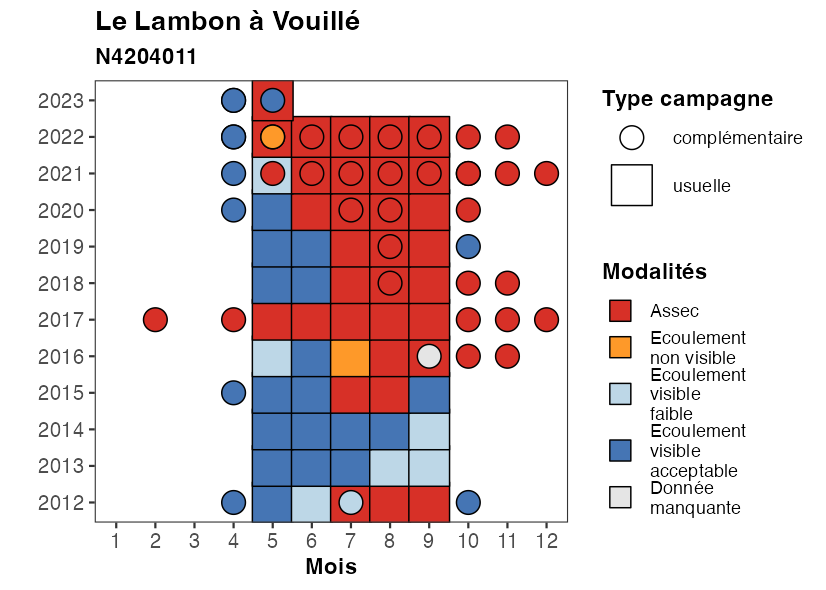 Le Lambon à Vouillé
N4204011
2023
2022
2021
2020
2019
2018
2017
2016
2015
2014
2013
2012
1 2 3 4 5 6 7 8 9 10 11 12
Mois
Type campagne
complémentaire
usuelle
Modalités
Assec
Ecoulement
non visible
Ecoulement
visible
faible
Ecoulement
visible
acceptable
Donnée
manquante